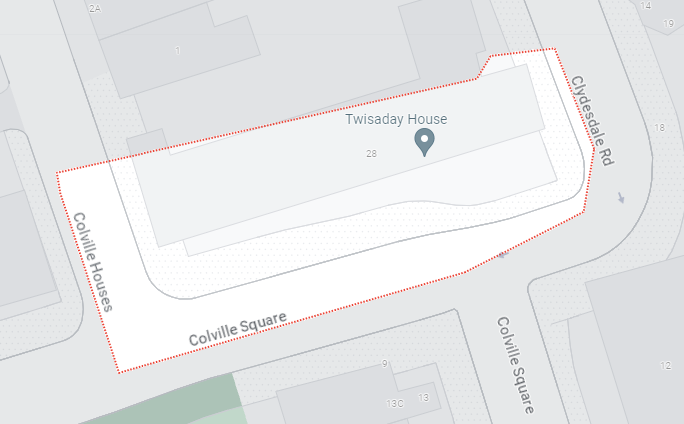 2A
14
19
1
Clydesdale Rd
Twisaday House
28
18
Colville Houses
Colville Square
Colville Square
9
12
13C
13